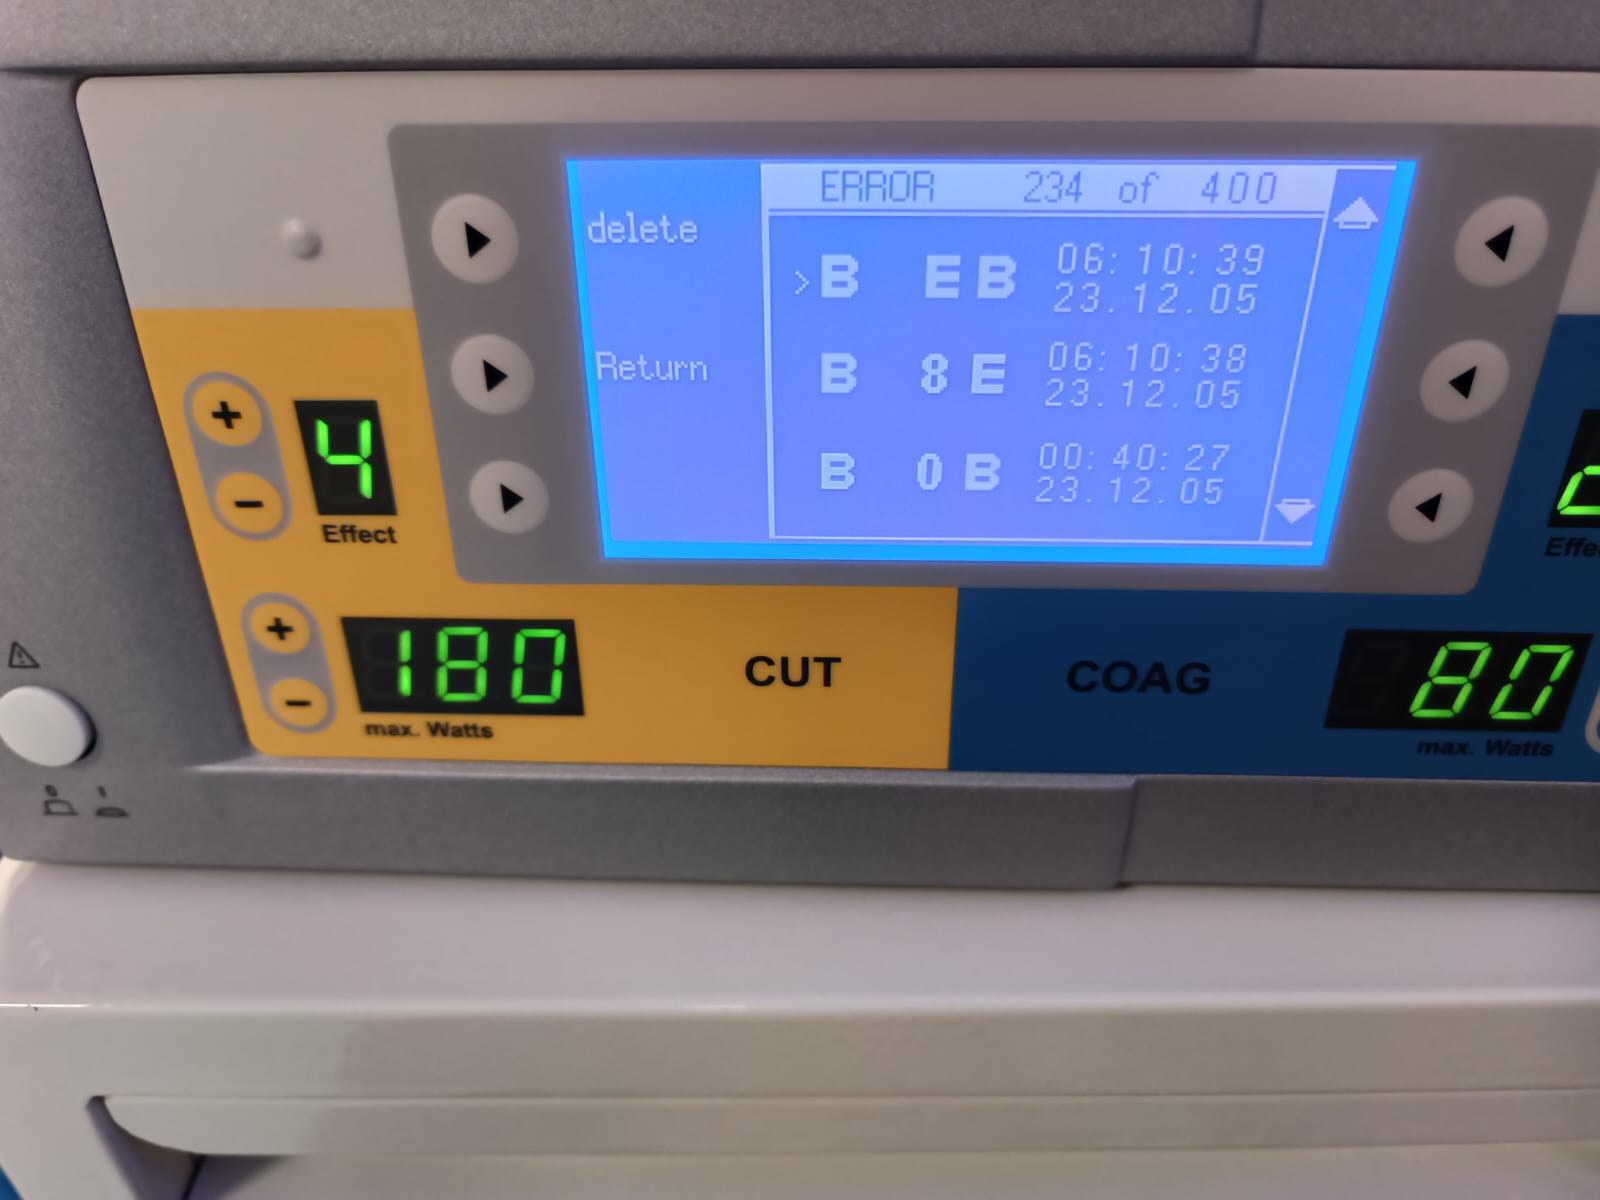 ERROR 234 of 400
delete
>B EB 06:10:39
23.12.05
Return
B 8E 06:10:38
23.12.05
B 0B 00:40:27
23.12.05
+
-
4
Effect
Effe
+
-
180
max. Watts
CUT
COAG
80
max. Watts